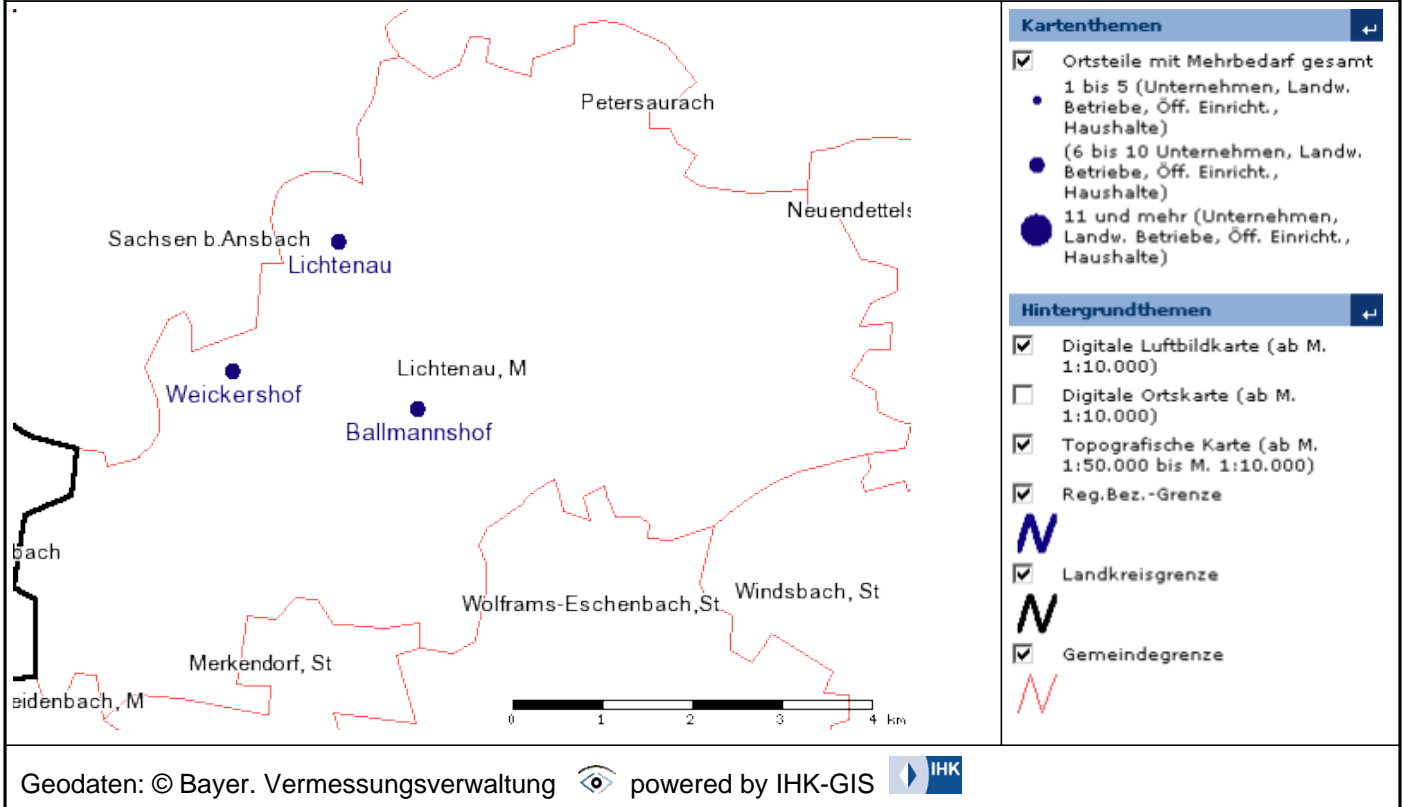 Petersaurach
Neuendettels
Sachsen b.Ansbach
Lichtenau
Lichtenau, M
Weickershof
Ballmannshof
bach
Wolframs-Eschenbach,St
Windsbach, St
Merkendorf, St
eidenbach, M
0 1 2 3 4 km
Kartenthemen
Ortsteile mit Mehrbedarf gesamt
1 bis 5 (Unternehmen, Landw.
Betriebe, Öff. Einricht.,
Haushalte)
(6 bis 10 Unternehmen, Landw.
Betriebe, Öff. Einricht.,
Haushalte)
11 und mehr (Unternehmen,
Landw. Betriebe, Öff. Einricht.,
Haushalte)
Hintergrundthemen
Digitale Luftbildkarte (ab M.
1:10.000)
Digitale Ortskarte (ab M.
1:10.000)
Topografische Karte (ab M.
1:50.000 bis M. 1:10.000)
Reg.Bez.-Grenze
Landkreisgrenze
Gemeindegrenze
Geodaten: © Bayer. Vermessungsverwaltung powered by IHK-GIS IHK